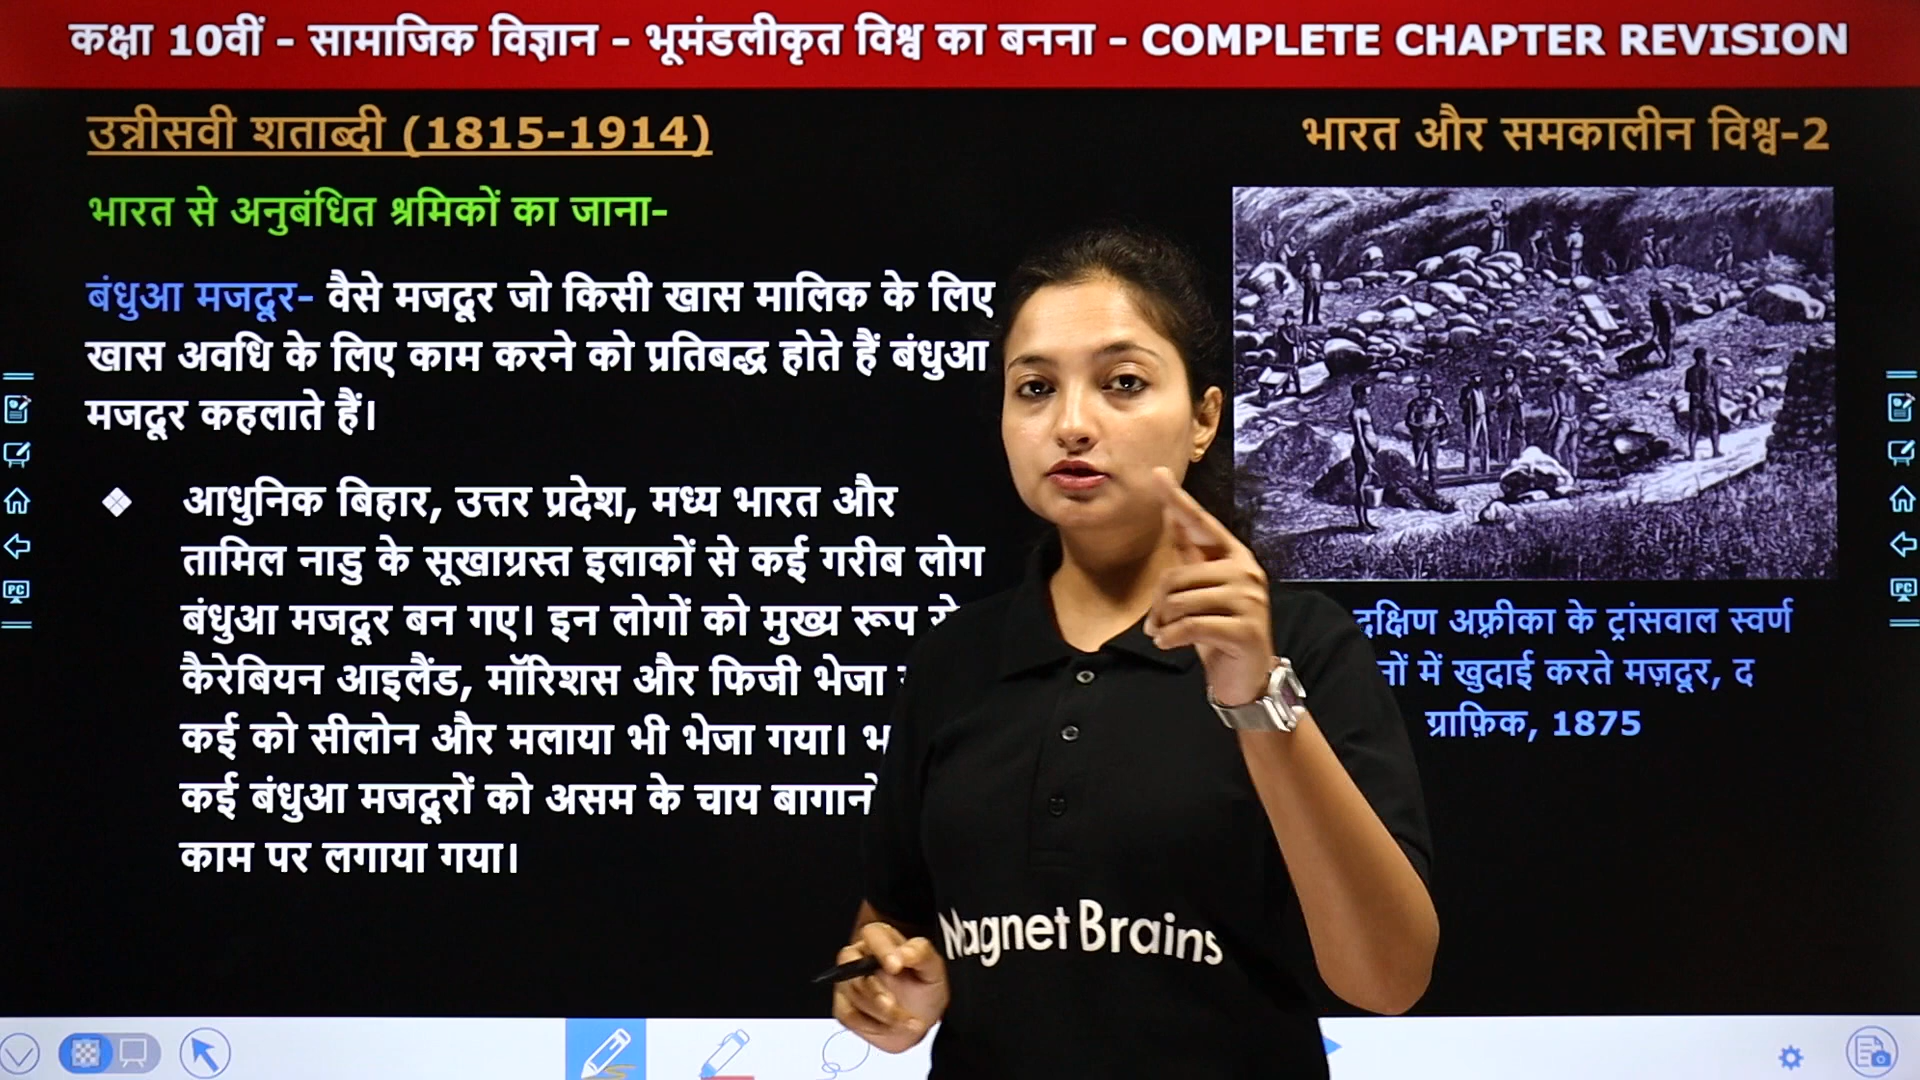 कक्षा 10वीं - सामाजिक विज्ञान - भूमंडलीकृत विश्व का बनना - COMPLETE CHAPTER REVISION
उन्नीसवी शताब्दी (1815-1914)
भारत और समकालीन विश्व-2
भारत से अनुबंधित श्रमिकों का जाना-
बंधुआ मजदूर- वैसे मजदूर जो किसी खास मालिक के लिए
खास अवधि के लिए काम करने को प्रतिबद्ध होते हैं बंधुआ
मजदूर कहलाते हैं।
❖ आधुनिक बिहार, उत्तर प्रदेश, मध्य भारत और
तामिल नाडु के सूखाग्रस्त इलाकों से कई गरीब लोग
बंधुआ मजदूर बन गए। इन लोगों को मुख्य रूप
कैरेबियन आइलैंड, मॉरिशस और फिजी भेजा
कई को सीलोन और मलाया भी भेजा गया।
कई बंधुआ मजदूरों को असम के चाय
काम पर लगाया गया।
दक्षिण अफ़्रीका के ट्रांसवाल स्वर्ण
में खुदाई करते मज़दूर, द
ग्राफ़िक, 1875
Magnet Brains
PC
PC